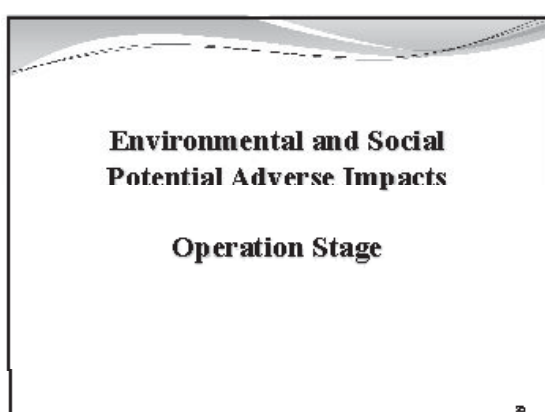 Environmental and Social
Potential Adverse Impacts
Operation Stage